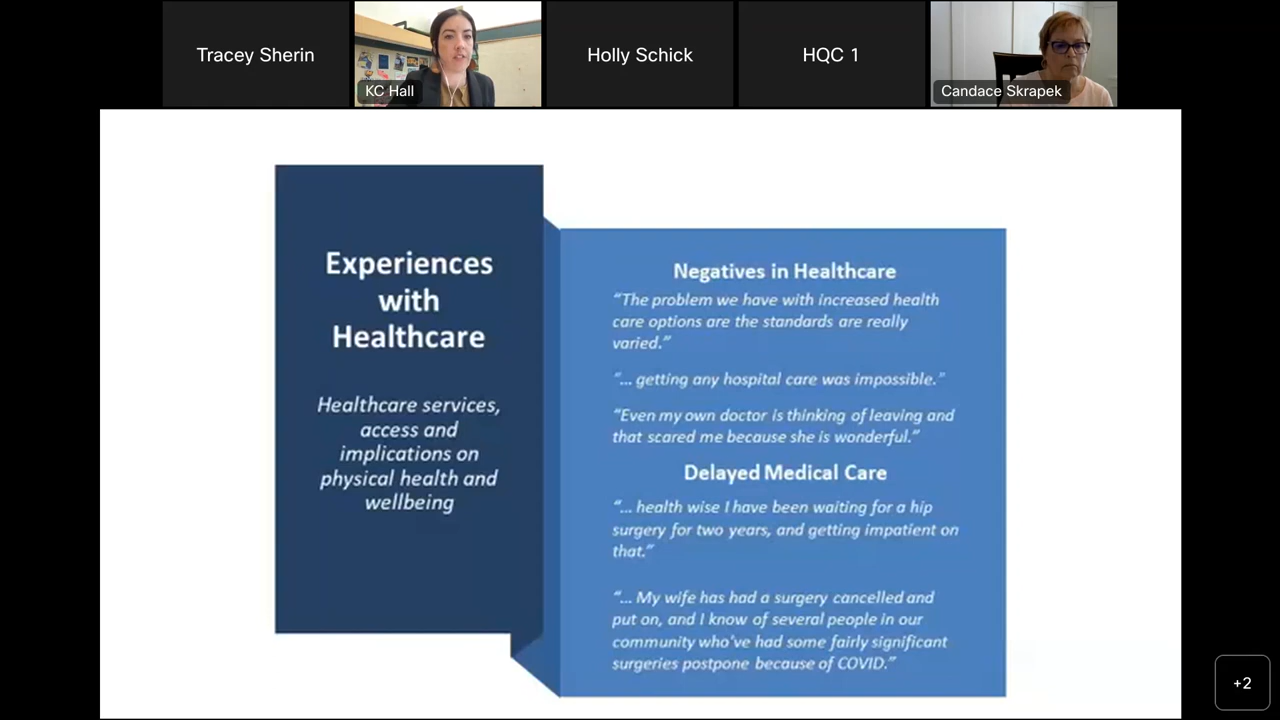 Tracey Sherin
KC Hall
Holly Schick
HQC 1
Candace Skrapek
Experiences
with
Healthcare
Healthcare services,
access and
implications on
physical health and
wellbeing
Negatives in Healthcare
“The problem we have with increased health
care options are the standards are really
varied.”
“... getting any hospital care was impossible.”
“Even my own doctor is thinking of leaving and
that scared me because she is wonderful.”
Delayed Medical Care
“... health wise I have been waiting for a hip
surgery for two years, and getting impatient on
that.”
“... My wife has had a surgery cancelled and
put on, and I know of several people in our
community who've had some fairly significant
surgeries postpone because of COVID.”
+2